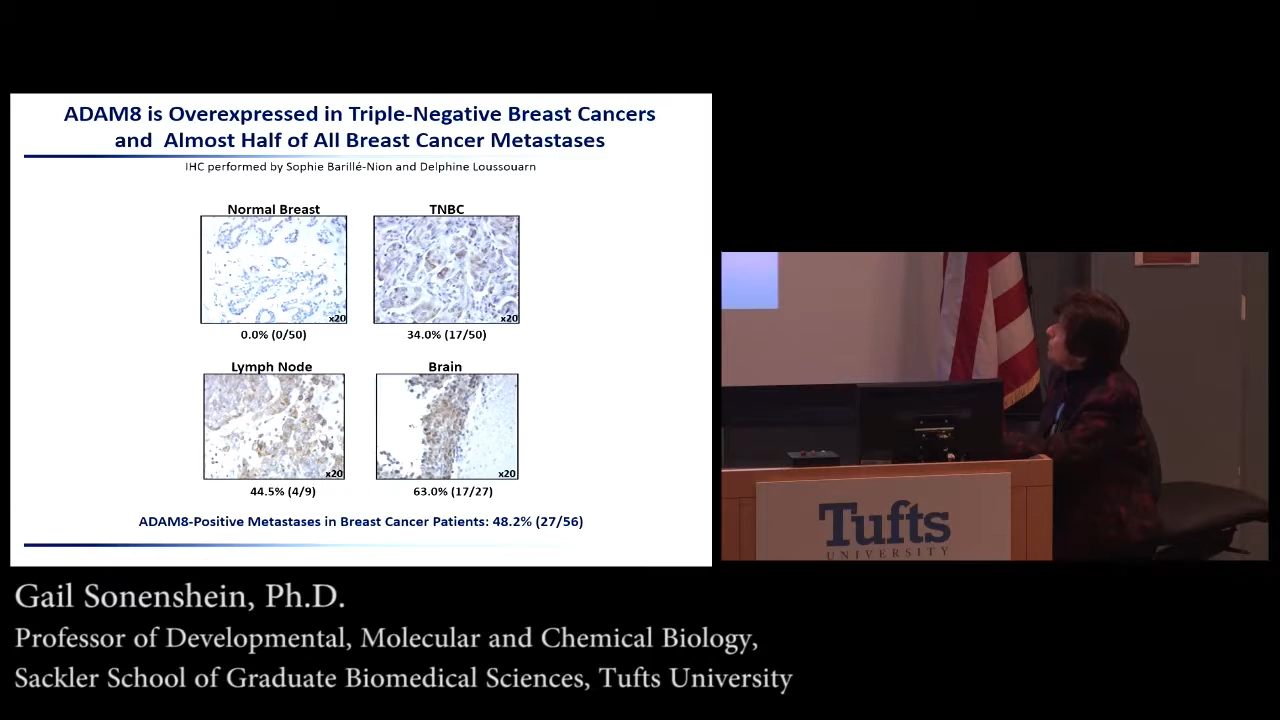 ADAM8 is Overexpressed in Triple-Negative Breast Cancers
and Almost Half of All Breast Cancer Metastases
IHC performed by Sophie Barillé-Nion and Delphine Loussouarn
Normal Breast
TNBC
x20
x20
0.0% (0/50)
34.0% (17/50)
Lymph Node
Brain
x20
x20
44.5% (4/9)
63.0% (17/27)
ADAM8-Positive Metastases in Breast Cancer Patients: 48.2% (27/56)
Tufts
UNIVERSITY
Gail Sonenshein, Ph.D.
Professor of Developmental, Molecular and Chemical Biology,
Sackler School of Graduate Biomedical Sciences, Tufts University